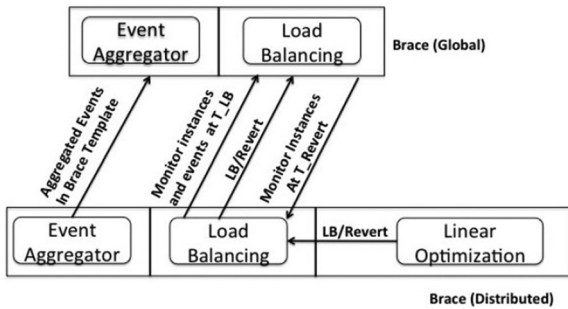 Event
Aggregator
Load
Balancing
Brace (Global)
Aggregated Events
In Brace Template
Monitor instances
and events at T_LB
LB/Revert
Monitor Instances
At T_Revert
Event
Aggregator
Load
Balancing
LB/Revert
Linear
Optimization
Brace (Distributed)